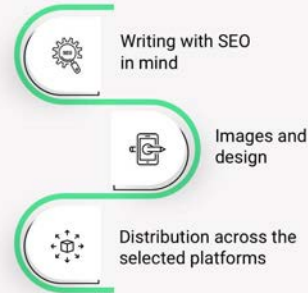 Writing with SEO
in mind
Images and
design
Distribution across the
selected platforms